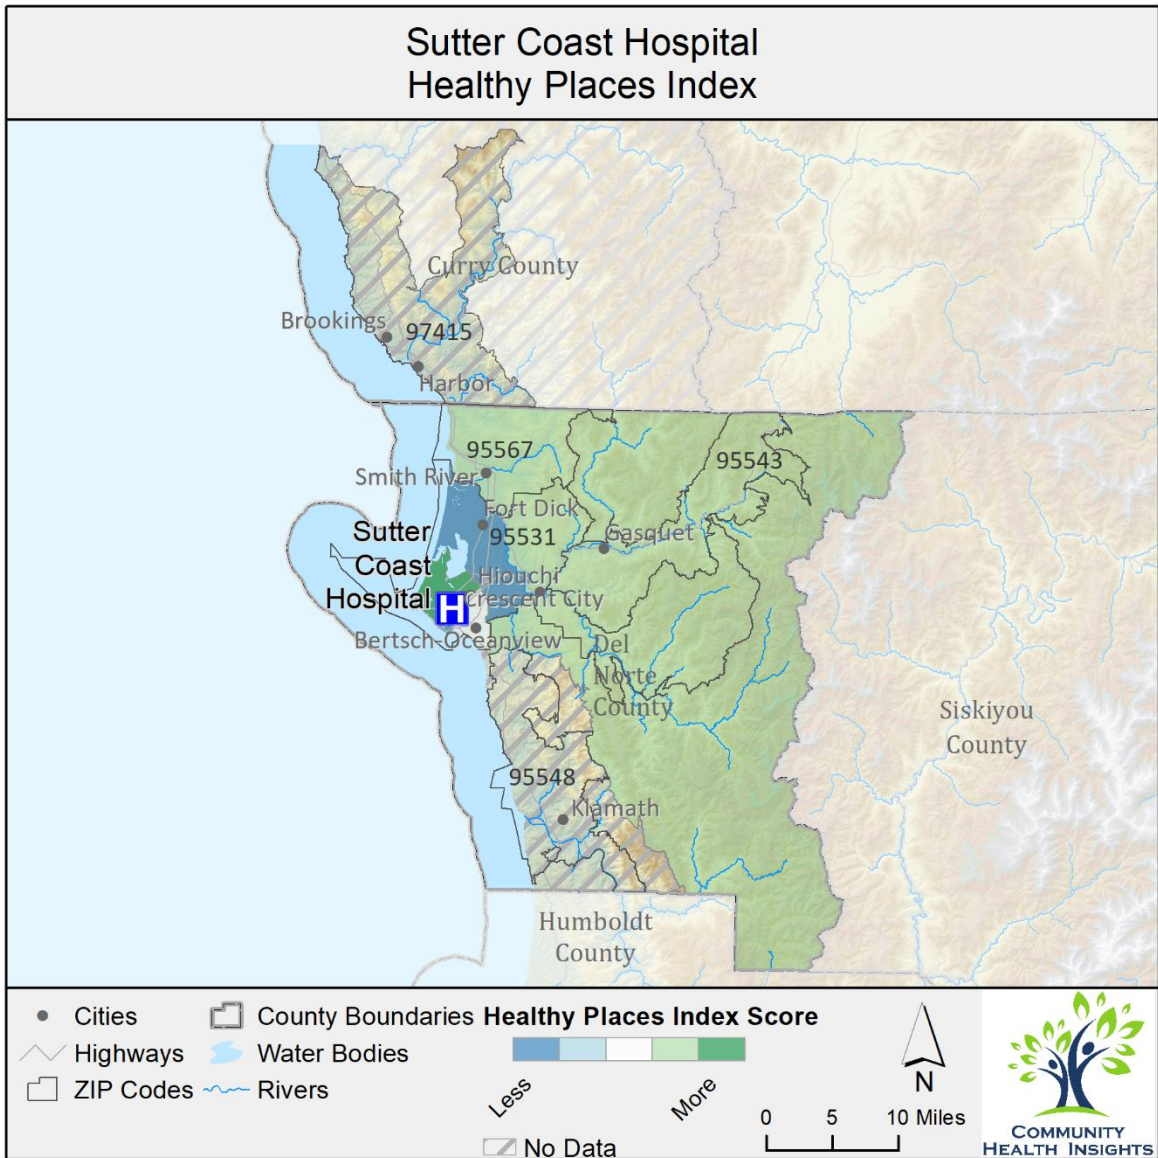 Sutter Coast Hospital
Healthy Places Index
Curry County
Brookings
97415
Harbor
95567
95543
Smith River
Fort Dick
Sutter
Coast
Hospital
95531
Gasquet
Hiouchi
H
Crescent City
Bertsch-Oceanview
Del
Norte
County
Siskiyou
County
95548
Klamath
Humboldt
County
Cities
County Boundaries
Healthy Places Index Score
Highways
Water Bodies
ZIP Codes
Rivers
Less
More
No Data
N
0 5 10 Miles
COMMUNITY
HEALTH INSIGHTS